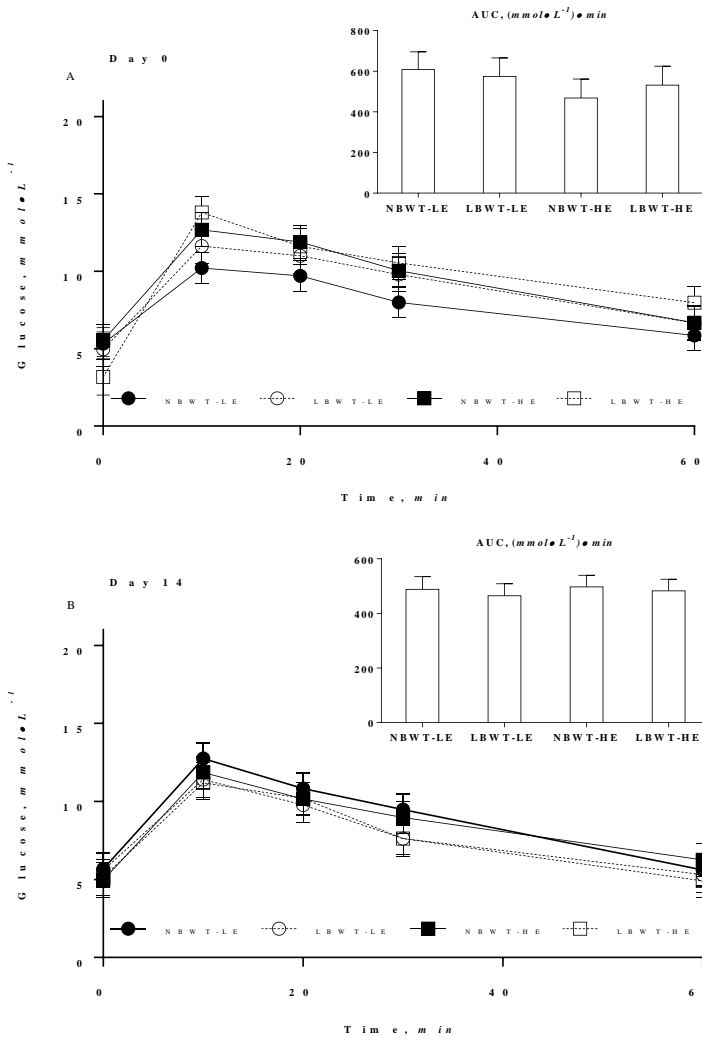 AUC, (mmol● L-1)● min
800
600
400
200
0
NBWT-LE LBWT-LE NBWT-HE LBWT-HE
Day 0
A
20
15
10
5
0
Glucose, mmol● L-1
NBWT-LE LBWT-LE NBWT-HE LBWT-HE
0 20 40 60
Time, min
AUC, (mmol● L-1)● min
600
400
200
0
NBWT-LE LBWT-LE NBWT-HE LBWT-HE
Day 14
B
20
15
10
5
0
Glucose, mmol● L-1
NBWT-LE LBWT-LE NBWT-HE LBWT-HE
0 20 40 6
Time, min